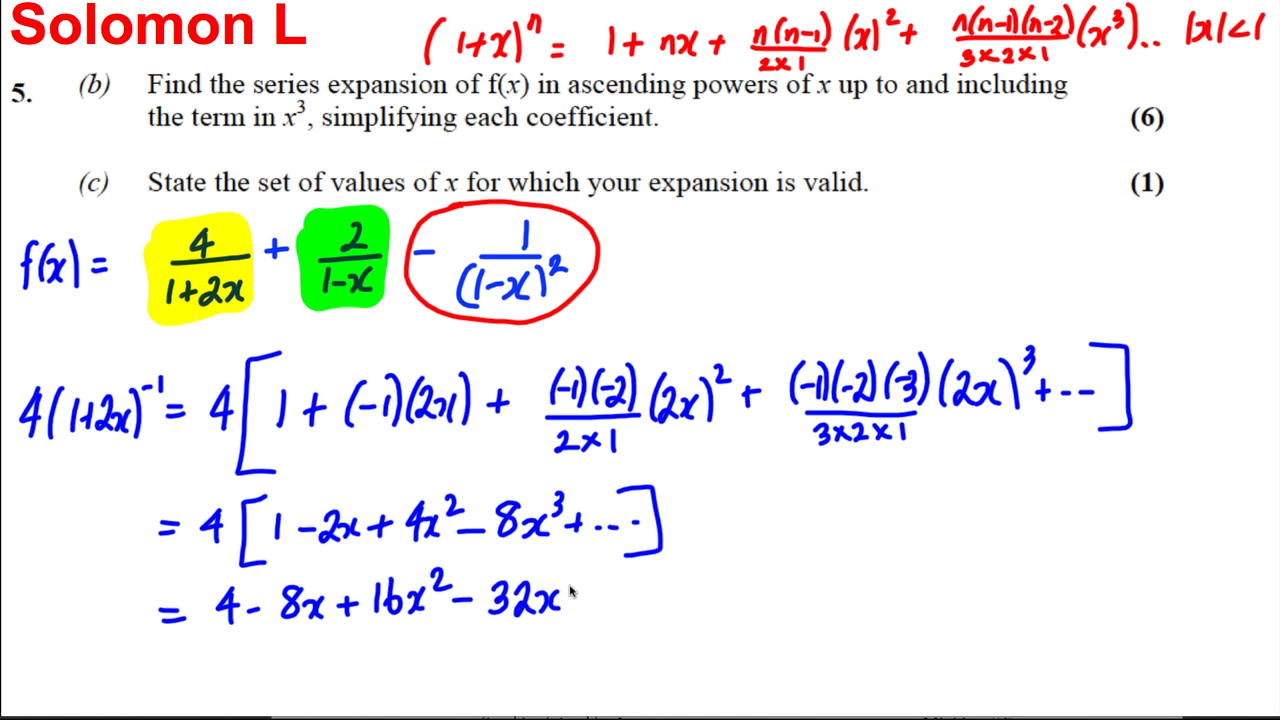 Solomon L
(1+x)^n = 1 + nx + n(n-1)/2×1 (x)^2 + n(n-1)(n-2)/3×2×1 (x^3).. |x|<1
5. (b) Find the series expansion of f(x) in ascending powers of x up to and including
the term in x^3, simplifying each coefficient. (6)
(c) State the set of values of x for which your expansion is valid. (1)
f(x) = 4/1+2x + 2/1-x - 1/(1-x)^2
4(1+2x)^-1 = 4[1 + (-1)(2x) + (-1)(-2)/2×1 (2x)^2 + (-1)(-2)(-3)/3×2×1 (2x)^3 + ---]
= 4[1 - 2x + 4x^2 - 8x^3 + ----]
= 4 - 8x + 16x^2 - 32x